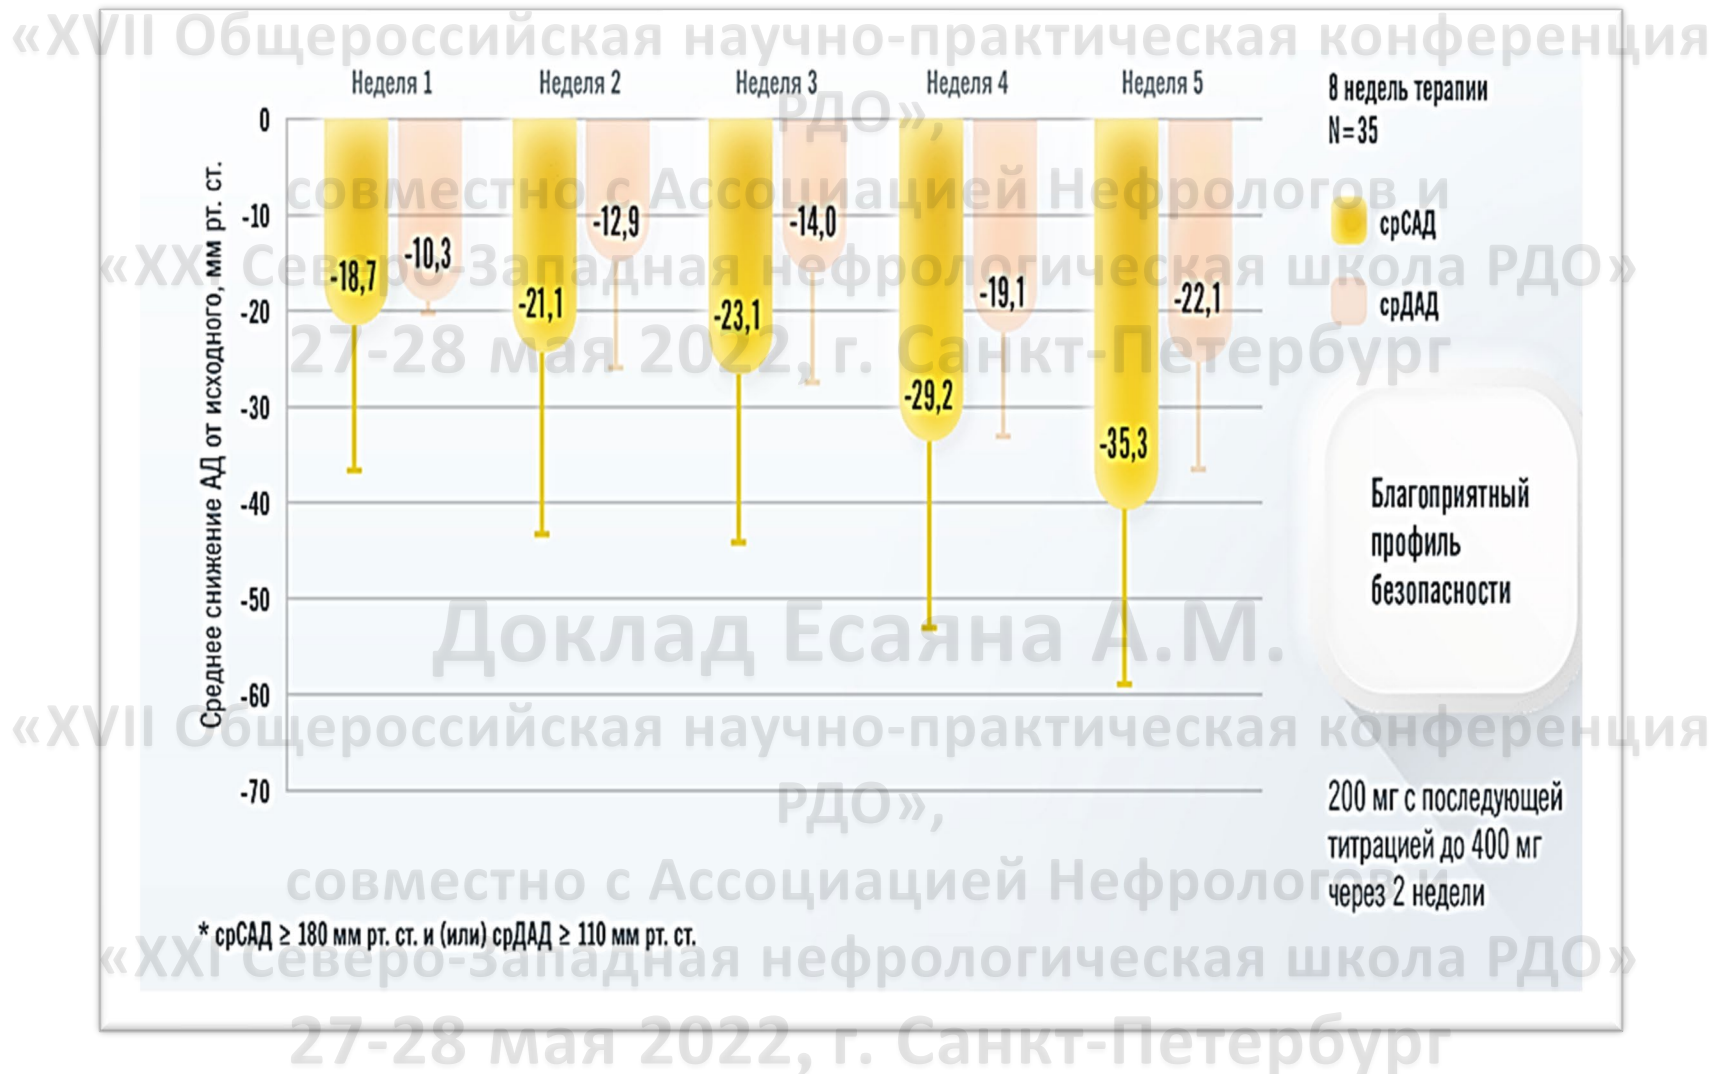 «XVII Общероссийская научно-практическая конференция
РДО»,
совместно с Ассоциацией Нефрологов и
«XXI Северо-Западная нефрологическая школа РДО»
27-28 мая 2022, г. Санкт-Петербург
Неделя 1 Неделя 2 Неделя 3 Неделя 4 Неделя 5
8 недель терапии
N=35
срСАД
срДАД
Среднее снижение АД от исходного, мм рт. ст.
0
-10
-20
-30
-40
-50
-60
-70
-18,7 -10,3 -21,1 -12,9 -23,1 -14,0 -29,2 -19,1 -35,3 -22,1
Благоприятный
профиль
безопасности
Доклад Есаяна А.М.
«XVII Общероссийская научно-практическая конференция
РДО»,
совместно с Ассоциацией Нефрологов и
«XXI Северо-Западная нефрологическая школа РДО»
27-28 мая 2022, г. Санкт-Петербург
200 мг с последующей
титрацией до 400 мг
через 2 недели
* срСАД ≥ 180 мм рт. ст. и (или) срДАД ≥ 110 мм рт. ст.